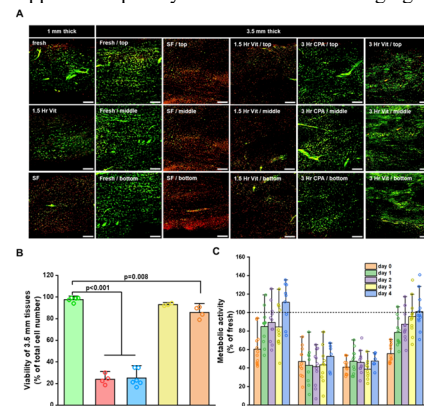 A
1 mm thick
3.5 mm thick
fresh
Fresh / top
SF / top
1.5 Hr Vit / top
3 Hr CPA / top
3 Hr Vit / top
1.5 Hr Vit
Fresh / middle
SF / middle
1.5 Hr Vit / middle
3 Hr CPA / middle
3 Hr Vit / middle
SF
Fresh / bottom
SF / bottom
1.5 Hr Vit / bottom
3 Hr CPA / bottom
3 Hr Vit / bottom
B
Viability of 3.5 mm tissues
(% of total cell number)
120
90
60
30
0
p=0.008
p<0.001
C
Metabolic activity
(% of fresh)
160
140
120
100
80
60
40
20
0
day 0
day 1
day 2
day 3
day 4